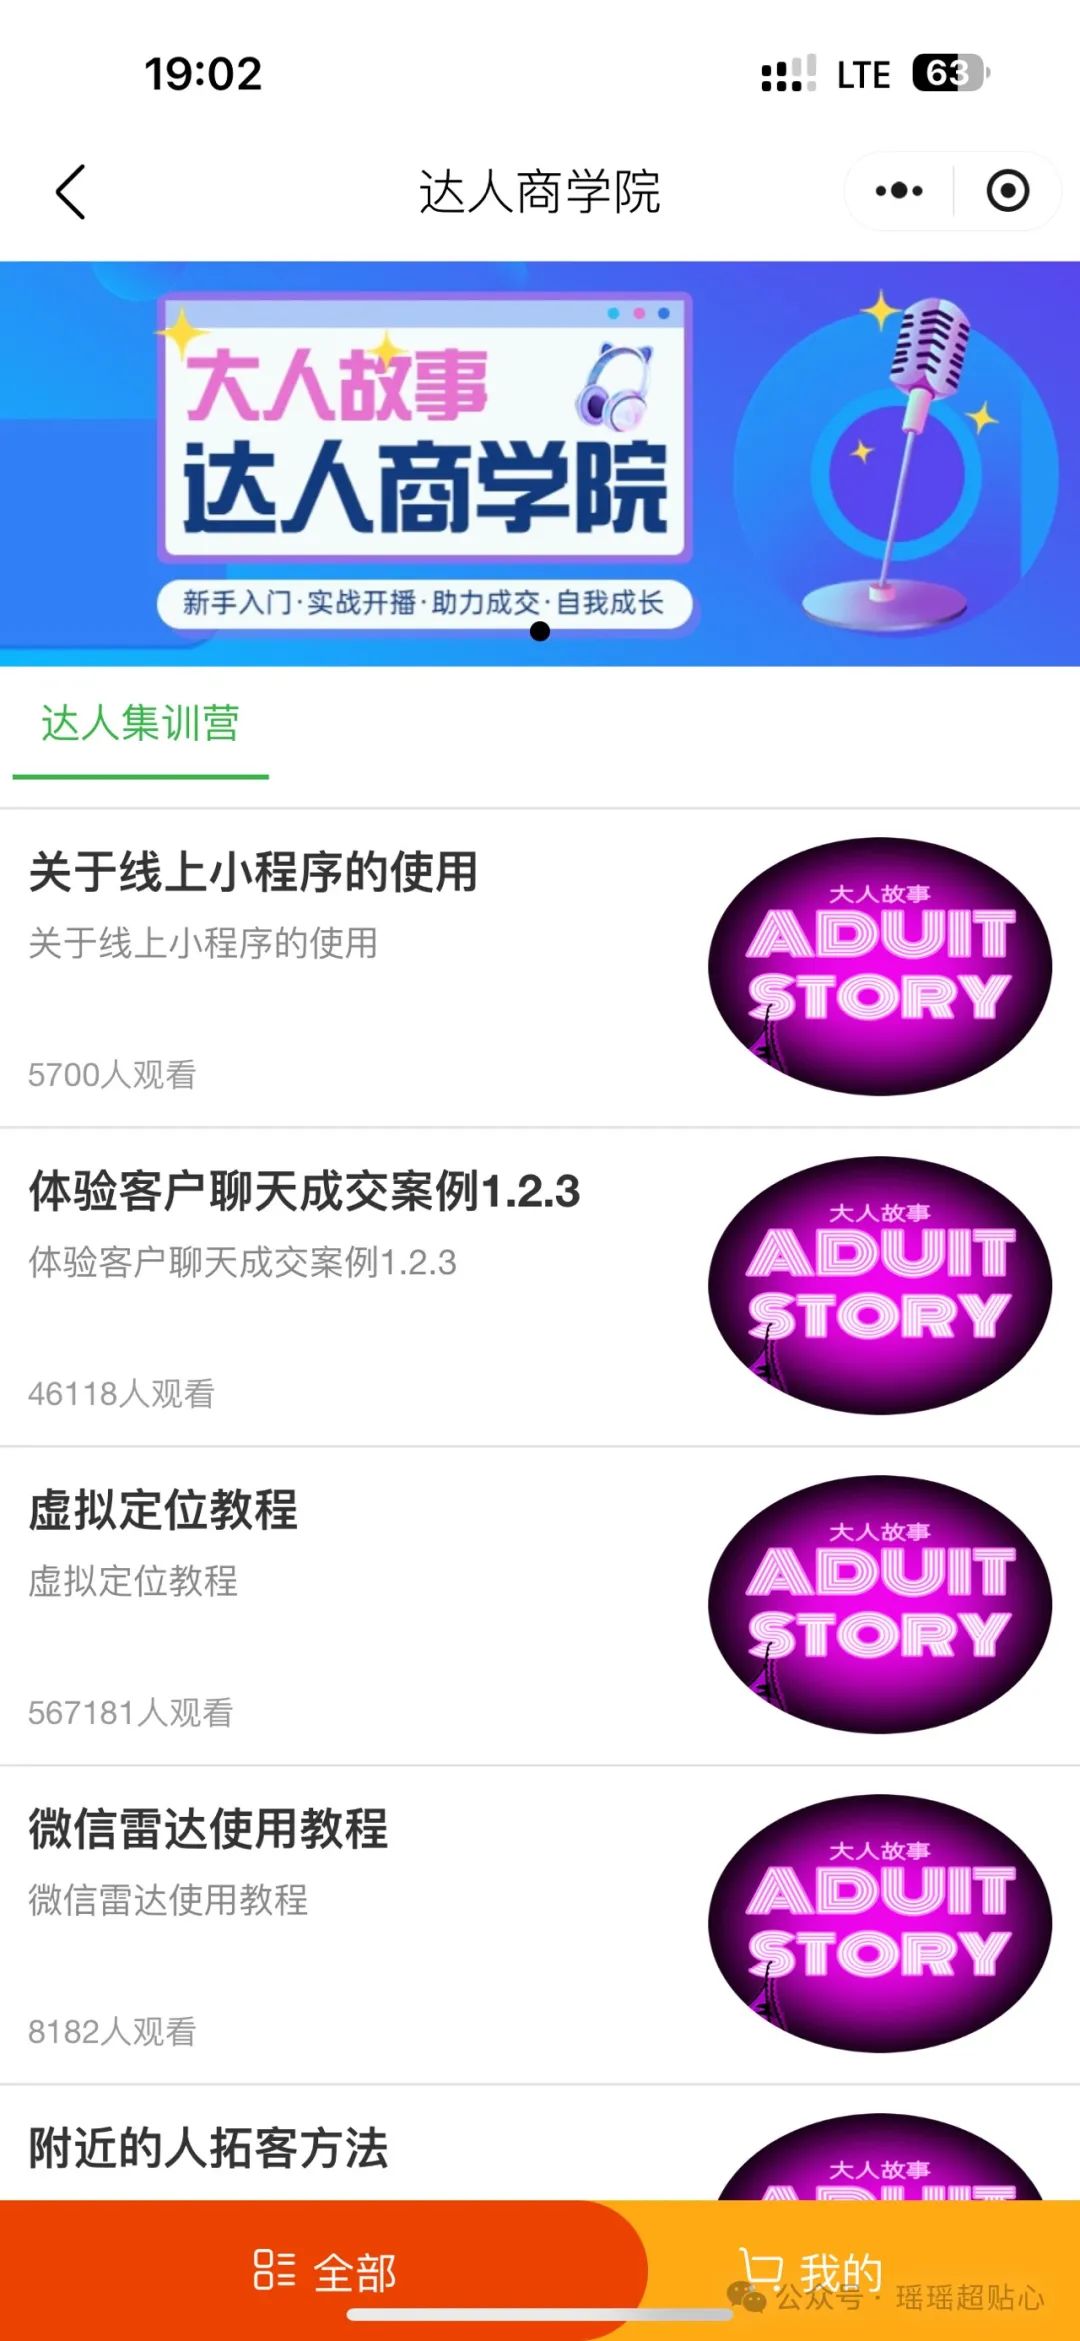 19:02
LTE 63
达人商学院
大人故事
达人商学院
新手入门·实战开播·助力成交·自我成长
达人集训营
关于线上小程序的使用
关于线上小程序的使用
5700人观看
大人故事
ADUIT
STORY
体验客户聊天成交案例1.2.3
体验客户聊天成交案例1.2.3
46118人观看
大人故事
ADUIT
STORY
虚拟定位教程
虚拟定位教程
567181人观看
大人故事
ADUIT
STORY
微信雷达使用教程
微信雷达使用教程
8182人观看
大人故事
ADUIT
STORY
附近的人拓客方法
大人故事
ADUIT
全部
我的
公众号·瑶瑶超贴心